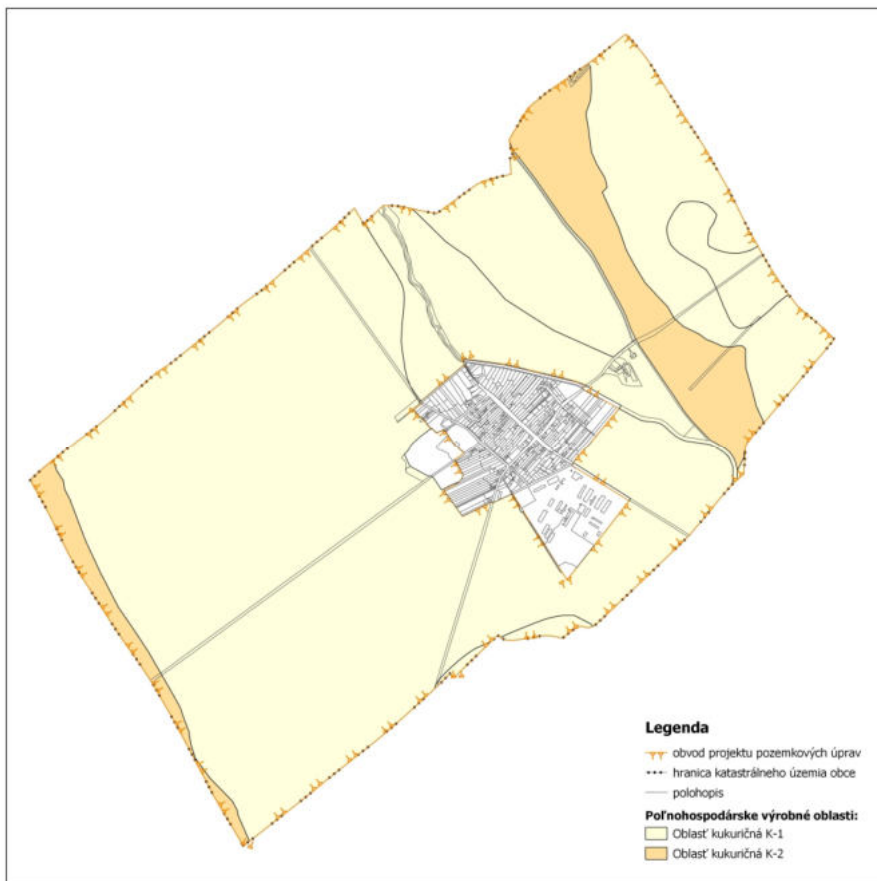 Legenda
obvod projektu pozemkových úprav
hranica katastrálneho územia obce
polohopis
Poľnohospodárske výrobné oblasti:
Oblasť kukuričná K-1
Oblasť kukuričná K-2